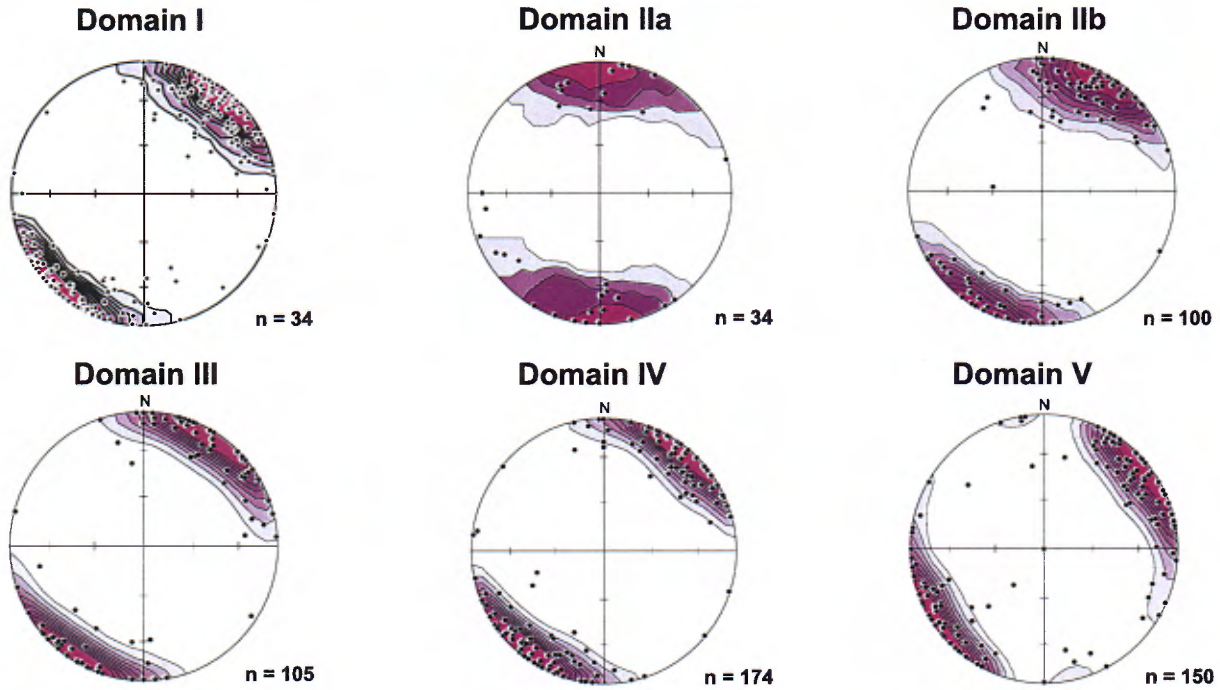 Domain I
Domain IIa
Domain IIb
N
N
n = 34
n = 34
n = 100
Domain III
Domain IV
Domain V
N
N
N
n = 105
n = 174
n = 150